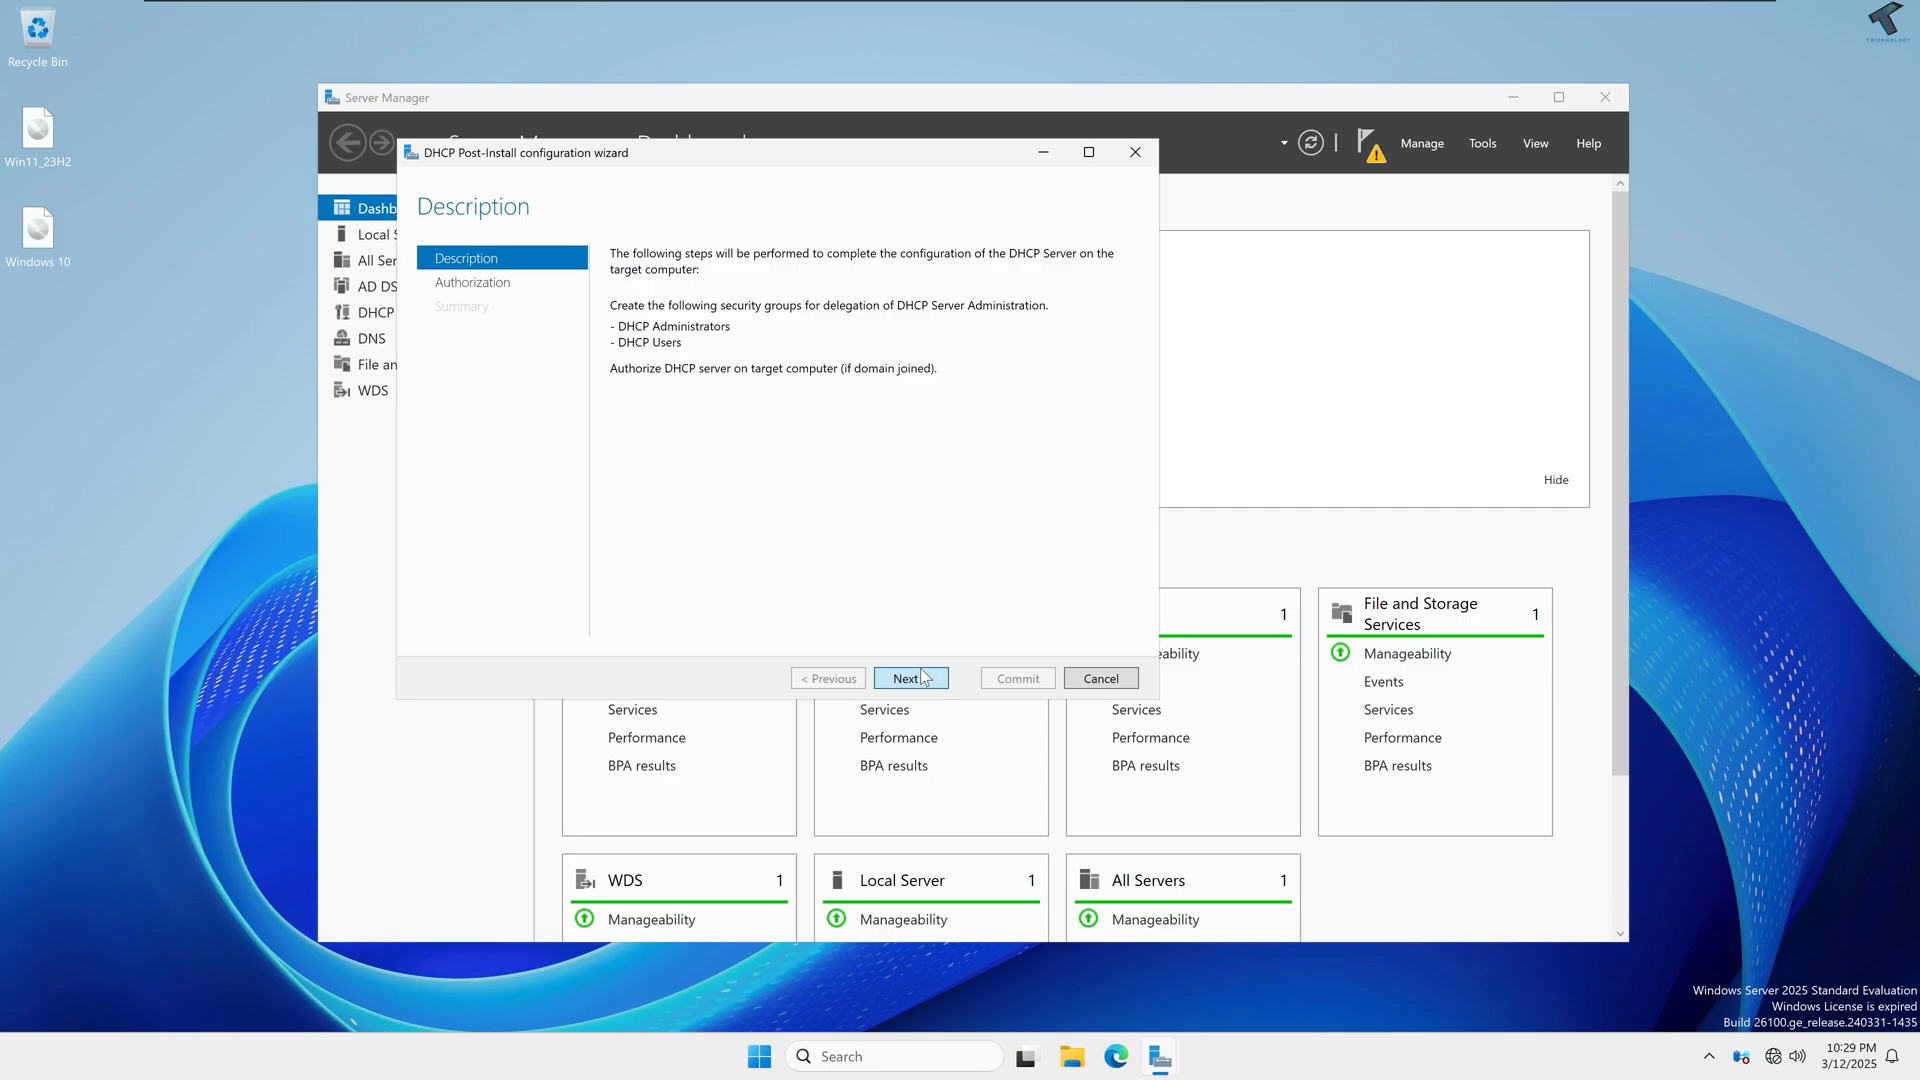 Recycle Bin
Win11_23H2
Windows 10
TRICKNOLOGY
Server Manager
Manage
Tools
View
Help
DHCP Post-Install configuration wizard
Description
Description
Authorization
Summary
The following steps will be performed to complete the configuration of the DHCP Server on the
target computer:
Create the following security groups for delegation of DHCP Server Administration.
- DHCP Administrators
- DHCP Users
Authorize DHCP server on target computer (if domain joined).
< Previous
Next
Commit
Cancel
Dashb
Local S
All Ser
AD DS
DHCP
DNS
File an
WDS
Hide
1
eability
File and Storage
Services
1
Manageability
Events
Services
Performance
BPA results
Services
Performance
BPA results
Services
Performance
BPA results
Services
Performance
BPA results
WDS 1
Manageability
Local Server 1
Manageability
All Servers 1
Manageability
Windows Server 2025 Standard Evaluation
Windows License is expired
Build 26100.ge_release.240331-1435
Search
10:29 PM
3/12/2025